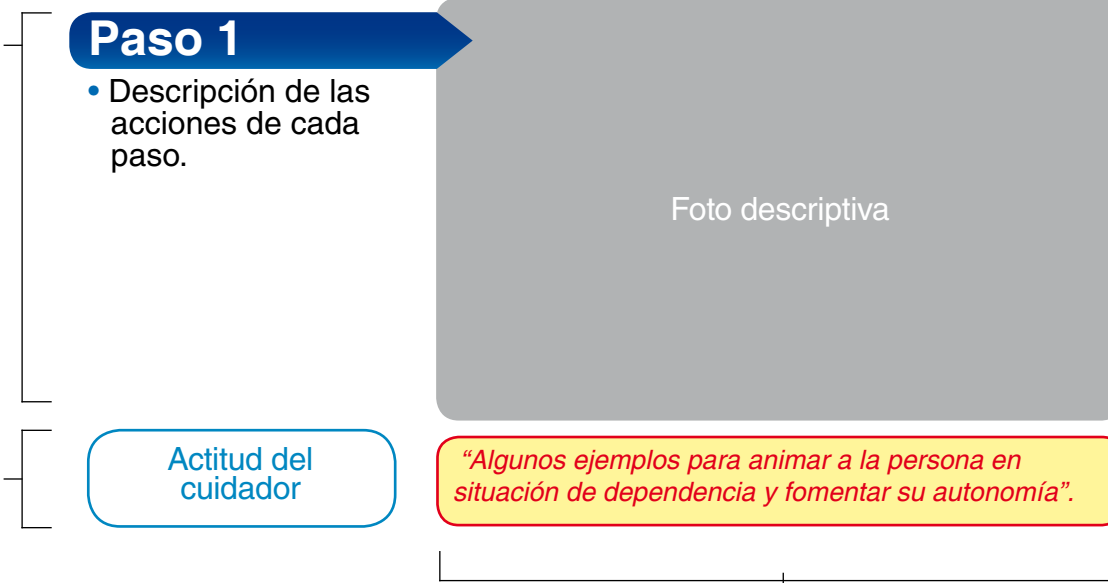 Paso 1
• Descripción de las
acciones de cada
paso.
Foto descriptiva
Actitud del
cuidador
“Algunos ejemplos para animar a la persona en
situación de dependencia y fomentar su autonomía”.